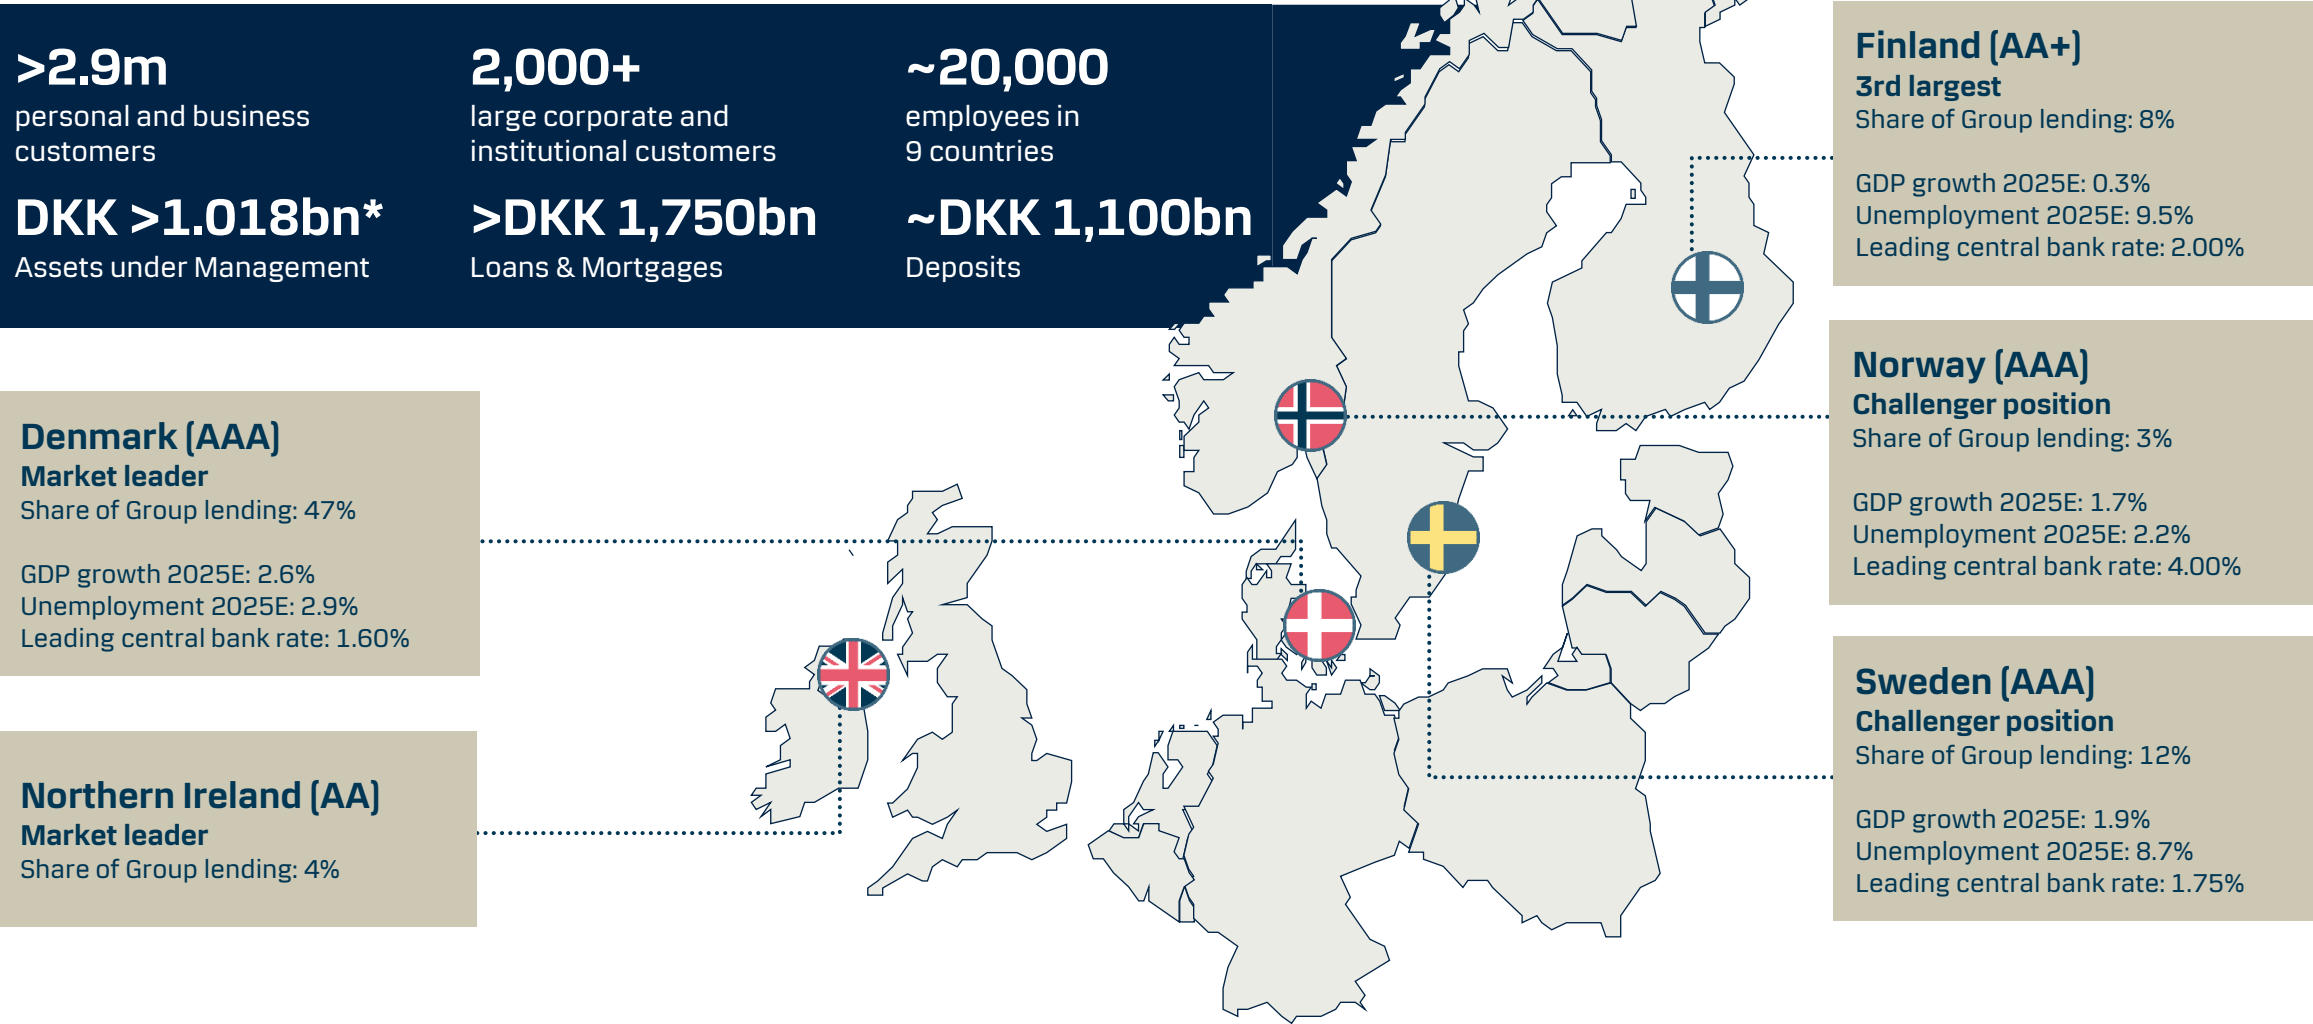 >2.9m
personal and business
customers
2,000+
large corporate and
institutional customers
~20,000
employees in
9 countries
DKK >1.018bn*
Assets under Management
>DKK 1,750bn
Loans & Mortgages
~DKK 1,100bn
Deposits
Denmark (AAA)
Market leader
Share of Group lending: 47%
GDP growth 2025E: 2.6%
Unemployment 2025E: 2.9%
Leading central bank rate: 1.60%
Northern Ireland (AA)
Market leader
Share of Group lending: 4%
Finland (AA+)
3rd largest
Share of Group lending: 8%
GDP growth 2025E: 0.3%
Unemployment 2025E: 9.5%
Leading central bank rate: 2.00%
Norway (AAA)
Challenger position
Share of Group lending: 3%
GDP growth 2025E: 1.7%
Unemployment 2025E: 2.2%
Leading central bank rate: 4.00%
Sweden (AAA)
Challenger position
Share of Group lending: 12%
GDP growth 2025E: 1.9%
Unemployment 2025E: 8.7%
Leading central bank rate: 1.75%